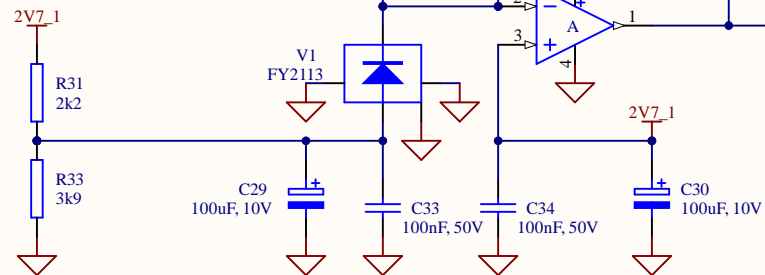 2V7_1
R31
2k2
R33
3k9
V1
FY2113
C29
100uF, 10V
C33
100nF, 50V
2
3
A
1
4
2V7_1
C34
100nF, 50V
C30
100uF, 10V